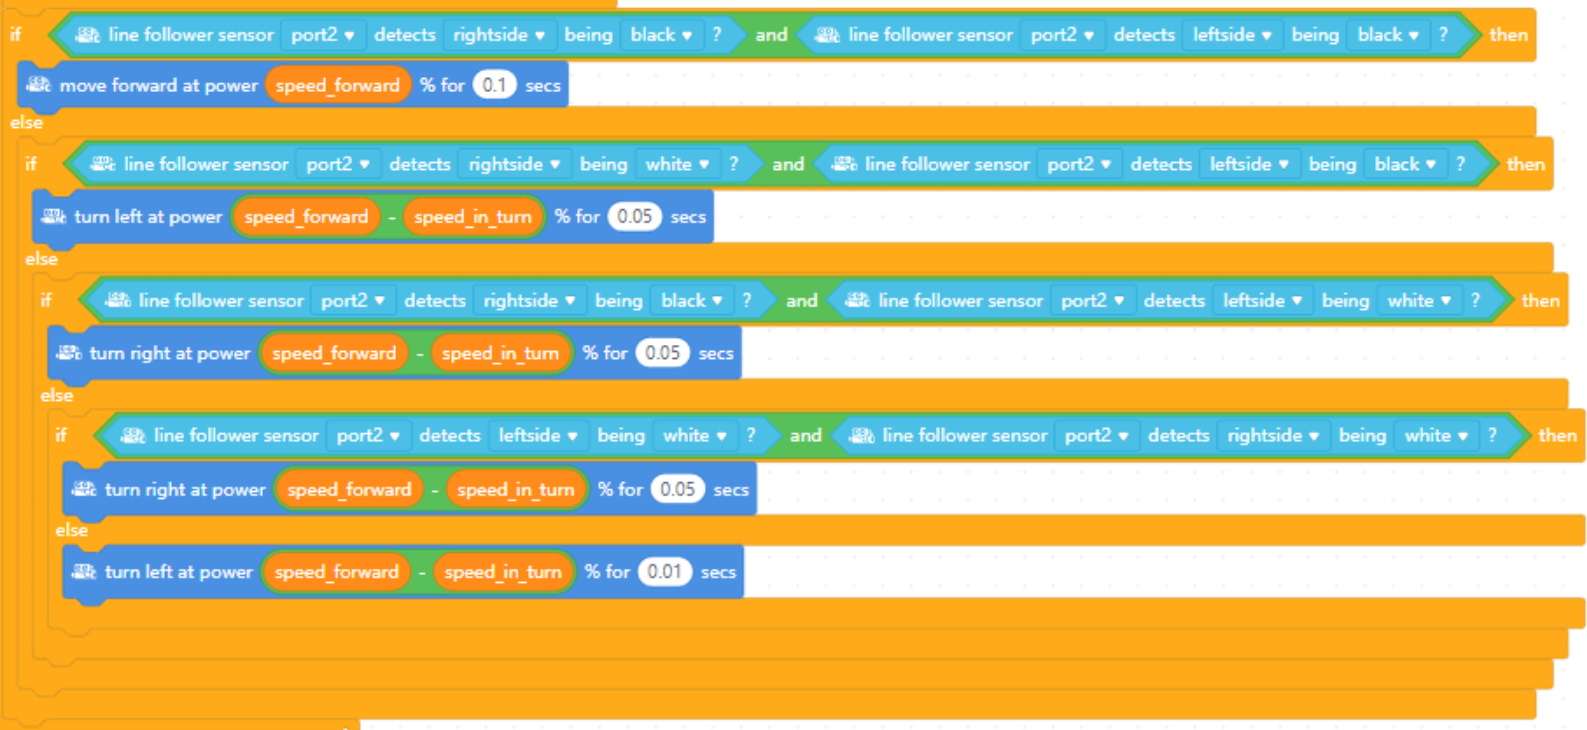 if line follower sensor port2 detects rightside being black ? and line follower sensor port2 detects leftside being black ? then
move forward at power speed_forward % for 0.1 secs
else
if line follower sensor port2 detects rightside being white ? and line follower sensor port2 detects leftside being black ? then
turn left at power speed_forward - speed_in_turn % for 0.05 secs
else
if line follower sensor port2 detects rightside being black ? and line follower sensor port2 detects leftside being white ? then
turn right at power speed_forward - speed_in_turn % for 0.05 secs
else
if line follower sensor port2 detects leftside being white ? and line follower sensor port2 detects rightside being white ? then
turn right at power speed_forward - speed_in_turn % for 0.05 secs
else
turn left at power speed_forward - speed_in_turn % for 0.01 secs